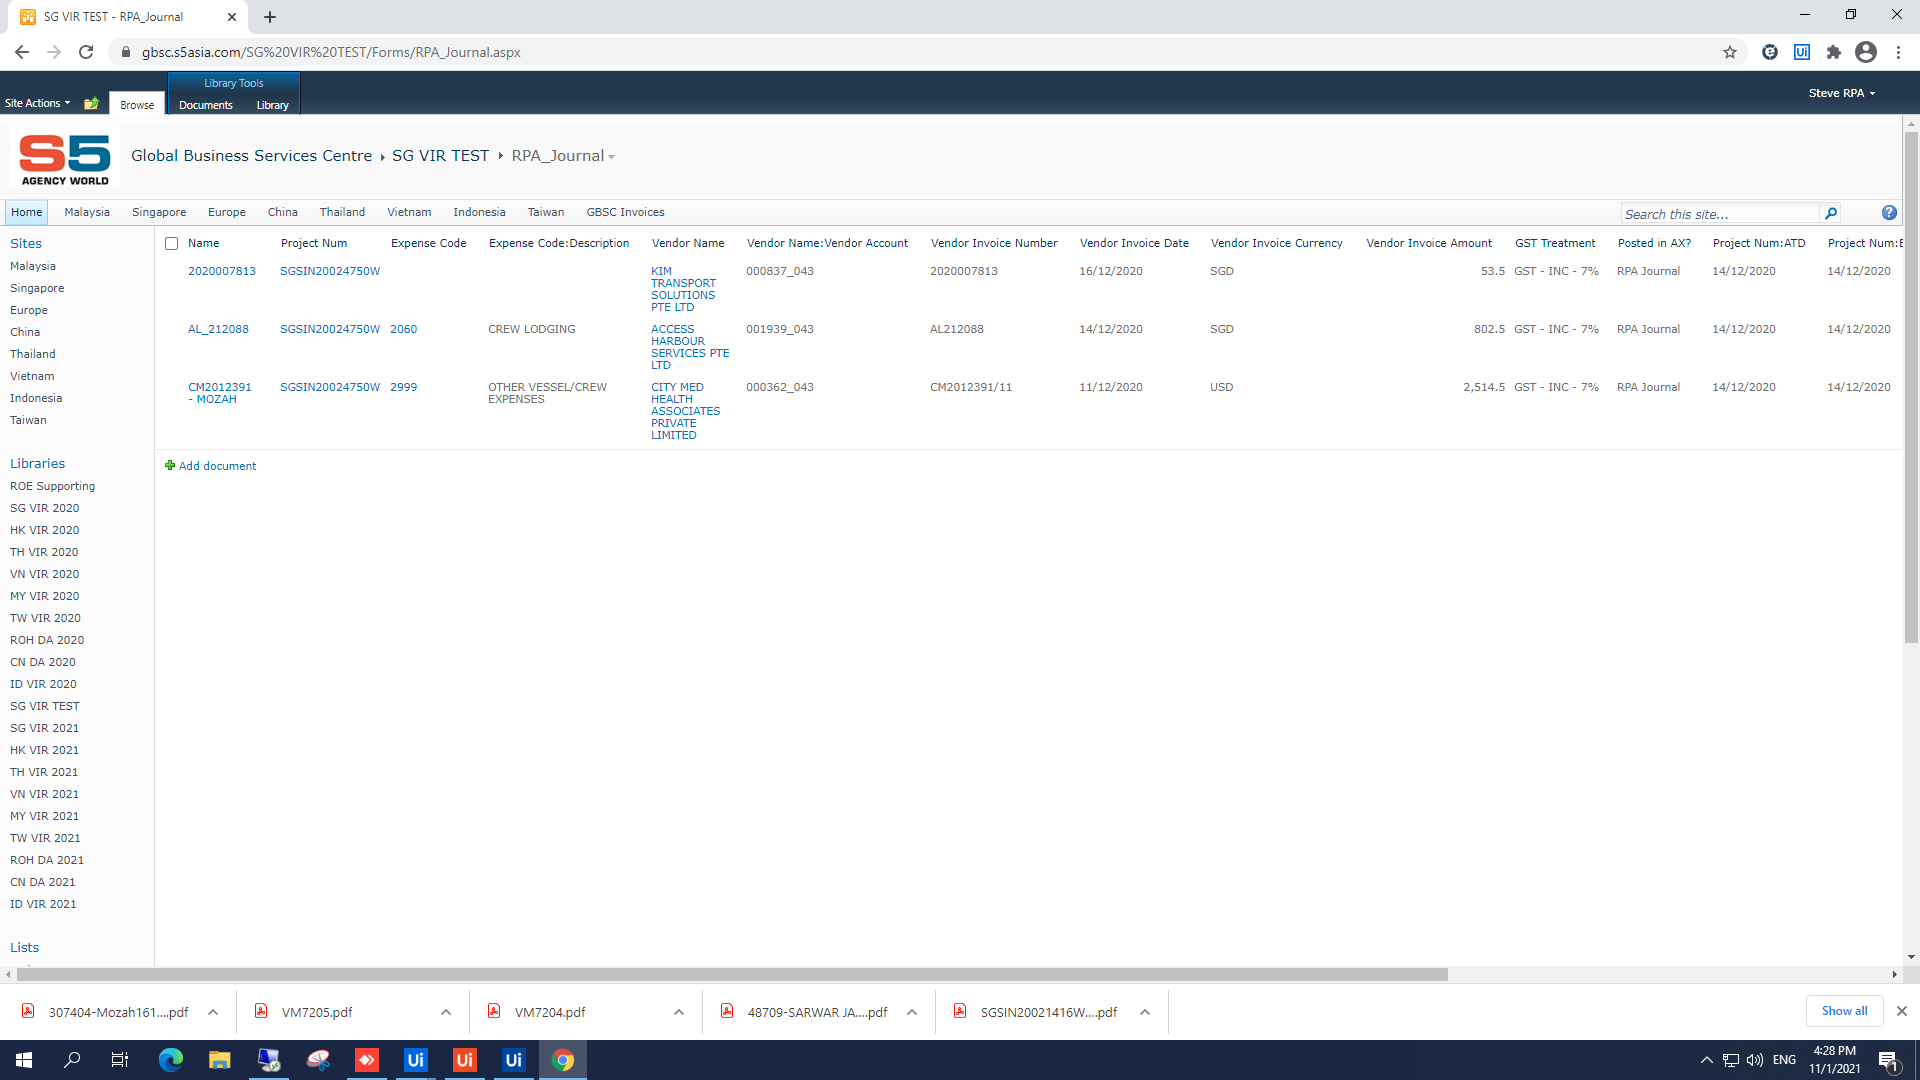 SG VIR TEST - RPA_Journal
gbsc.s5asia.com/SG%20VIR%20TEST/Forms/RPA_Journal.aspx
Library Tools
Site Actions Browse Documents Library
Steve RPA
S5
AGENCY WORLD
Global Business Services Centre SG VIR TEST RPA_Journal
Home Malaysia Singapore Europe China Thailand Vietnam Indonesia Taiwan GBSC Invoices
Search this site...
Sites
Malaysia
Singapore
Europe
China
Thailand
Vietnam
Indonesia
Taiwan
Libraries
ROE Supporting
SG VIR 2020
HK VIR 2020
TH VIR 2020
VN VIR 2020
MY VIR 2020
TW VIR 2020
ROH DA 2020
CN DA 2020
ID VIR 2020
SG VIR TEST
SG VIR 2021
HK VIR 2021
TH VIR 2021
VN VIR 2021
MY VIR 2021
TW VIR 2021
ROH DA 2021
CN DA 2021
ID VIR 2021
Lists
Name Project Num Expense Code Expense Code:Description Vendor Name Vendor Name:Vendor Account Vendor Invoice Number Vendor Invoice Date Vendor Invoice Currency Vendor Invoice Amount GST Treatment Posted in AX? Project Num:ATD Project Num:E
2020007813 SGSIN20024750W KIM 000837_043 2020007813 16/12/2020 SGD 53.5 GST - INC - 7% RPA Journal 14/12/2020 14/12/2020
TRANSPORT
SOLUTIONS
PTE LTD
AL_212088 SGSIN20024750W 2060 CREW LODGING ACCESS 001939_043 AL212088 14/12/2020 SGD 802.5 GST - INC - 7% RPA Journal 14/12/2020 14/12/2020
HARBOUR
SERVICES PTE
LTD
CM2012391 SGSIN20024750W 2999 OTHER VESSEL/CREW CITY MED 000362_043 CM2012391/11 11/12/2020 USD 2,514.5 GST - INC - 7% RPA Journal 14/12/2020 14/12/2020
- MOZAH EXPENSES HEALTH
ASSOCIATES
PRIVATE
LIMITED
Add document
307404-Mozah161....pdf VM7205.pdf VM7204.pdf 48709-SARWAR JA....pdf SGSIN20021416W....pdf Show all
Ui Ui Ui ENG
4:28 PM
11/1/2021
1